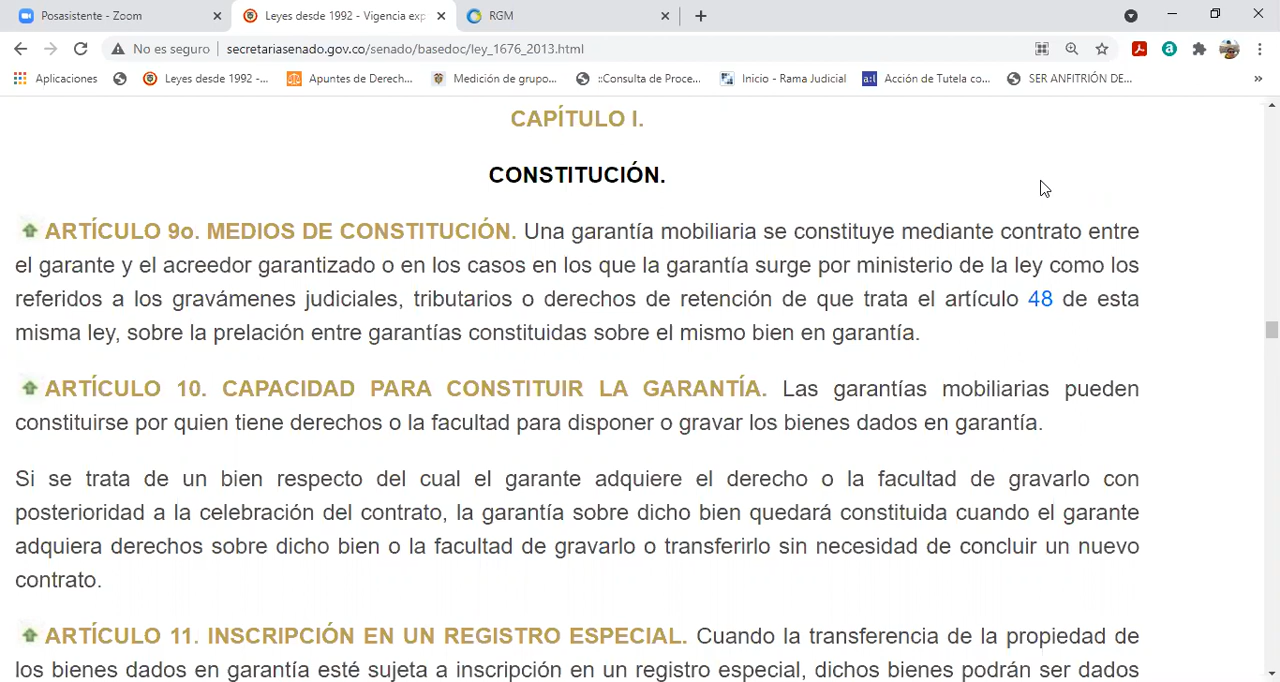 Posasistente - Zoom
Leyes desde 1992 - Vigencia exp
RGM
No es seguro | secretariasenado.gov.co/senado/basedoc/ley_1676_2013.html
Aplicaciones
Leyes desde 1992 -...
Apuntes de Derech...
Medición de grupo...
::Consulta de Proce...
Inicio - Rama Judicial
a:l
Acción de Tutela co...
SER ANFITRIÓN DE...
»
CAPÍTULO I.
CONSTITUCIÓN.
ARTÍCULO 9o. MEDIOS DE CONSTITUCIÓN. Una garantía mobiliaria se constituye mediante contrato entre
el garante y el acreedor garantizado o en los casos en los que la garantía surge por ministerio de la ley como los
referidos a los gravámenes judiciales, tributarios o derechos de retención de que trata el artículo 48 de esta
misma ley, sobre la prelación entre garantías constituidas sobre el mismo bien en garantía.
ARTÍCULO 10. CAPACIDAD PARA CONSTITUIR LA GARANTÍA. Las garantías mobiliarias pueden
constituirse por quien tiene derechos o la facultad para disponer o gravar los bienes dados en garantía.
Si se trata de un bien respecto del cual el garante adquiere el derecho o la facultad de gravarlo con
posterioridad a la celebración del contrato, la garantía sobre dicho bien quedará constituida cuando el garante
adquiera derechos sobre dicho bien o la facultad de gravarlo o transferirlo sin necesidad de concluir un nuevo
contrato.
ARTÍCULO 11. INSCRIPCIÓN EN UN REGISTRO ESPECIAL. Cuando la transferencia de la propiedad de
los bienes dados en garantía esté sujeta a inscripción en un registro especial, dichos bienes podrán ser dados